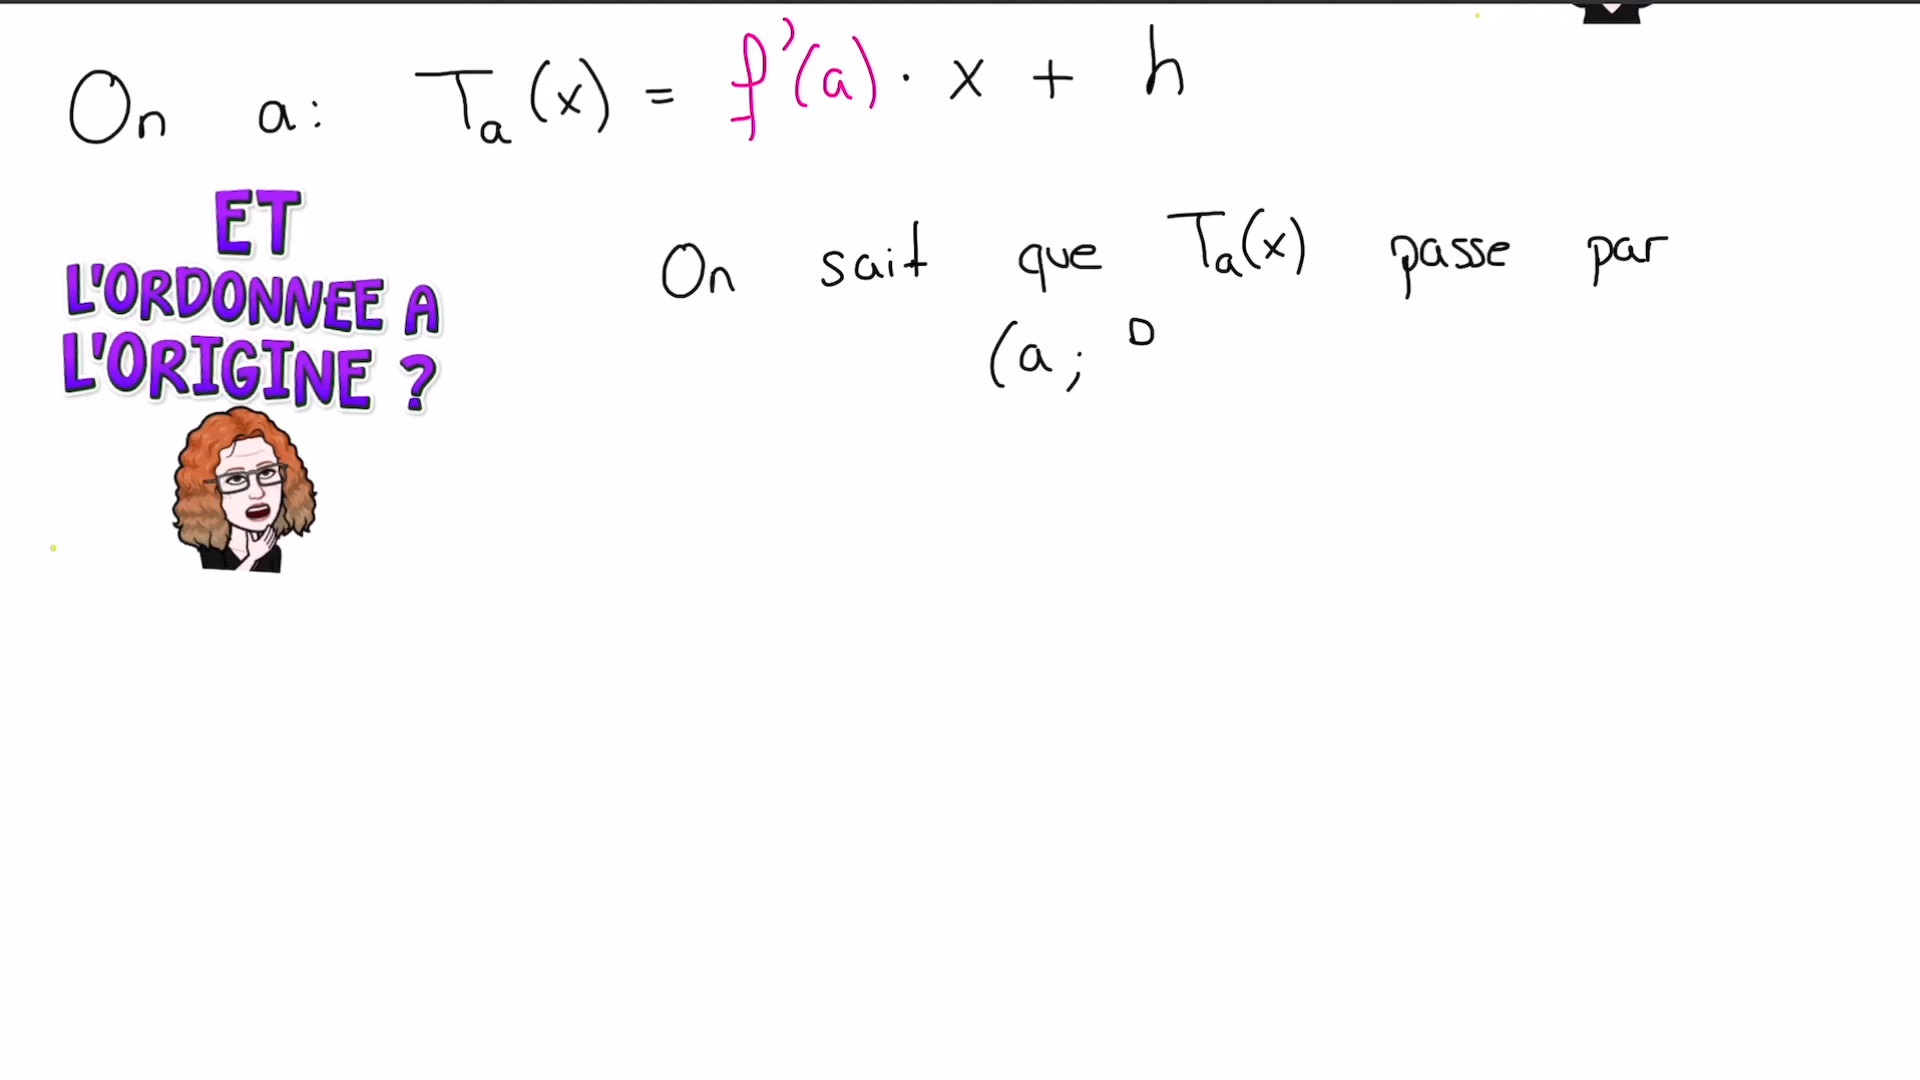 On a: Tₐ(x) = f'(a) · x + h
ET
L'ORDONNEE A
L'ORIGINE ?
On sait que Tₐ(x) passe par
(a;